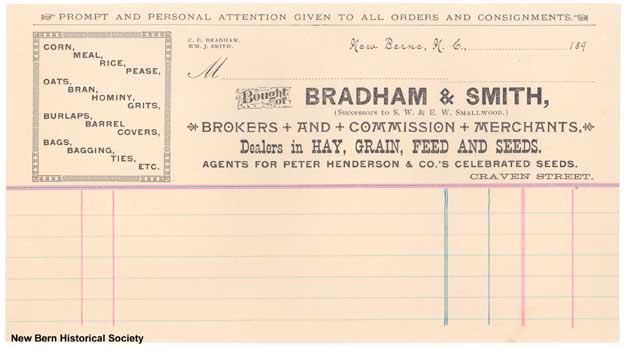 PROMPT AND PERSONAL ATTENTION GIVEN TO ALL ORDERS AND CONSIGNMENTS.
CORN,
MEAL,
RICE,
PEASE,
OATS,
BRAN,
HOMINY,
GRITS,
BURLAPS,
BARREL
COVERS,
BAGS,
BAGGING,
TIES,
ETC.
C. D. BRADHAM.
WM. J. SMITH.
New Berne, N. C., 189
M
Bought of
BRADHAM & SMITH,
(Successors to S. W. & E. W. Smallwood.)
BROKERS + AND + COMMISSION + MERCHANTS.
Dealers in HAY, GRAIN, FEED AND SEEDS.
AGENTS FOR PETER HENDERSON & CO.'S CELEBRATED SEEDS.
CRAVEN STREET.
New Bern Historical Society